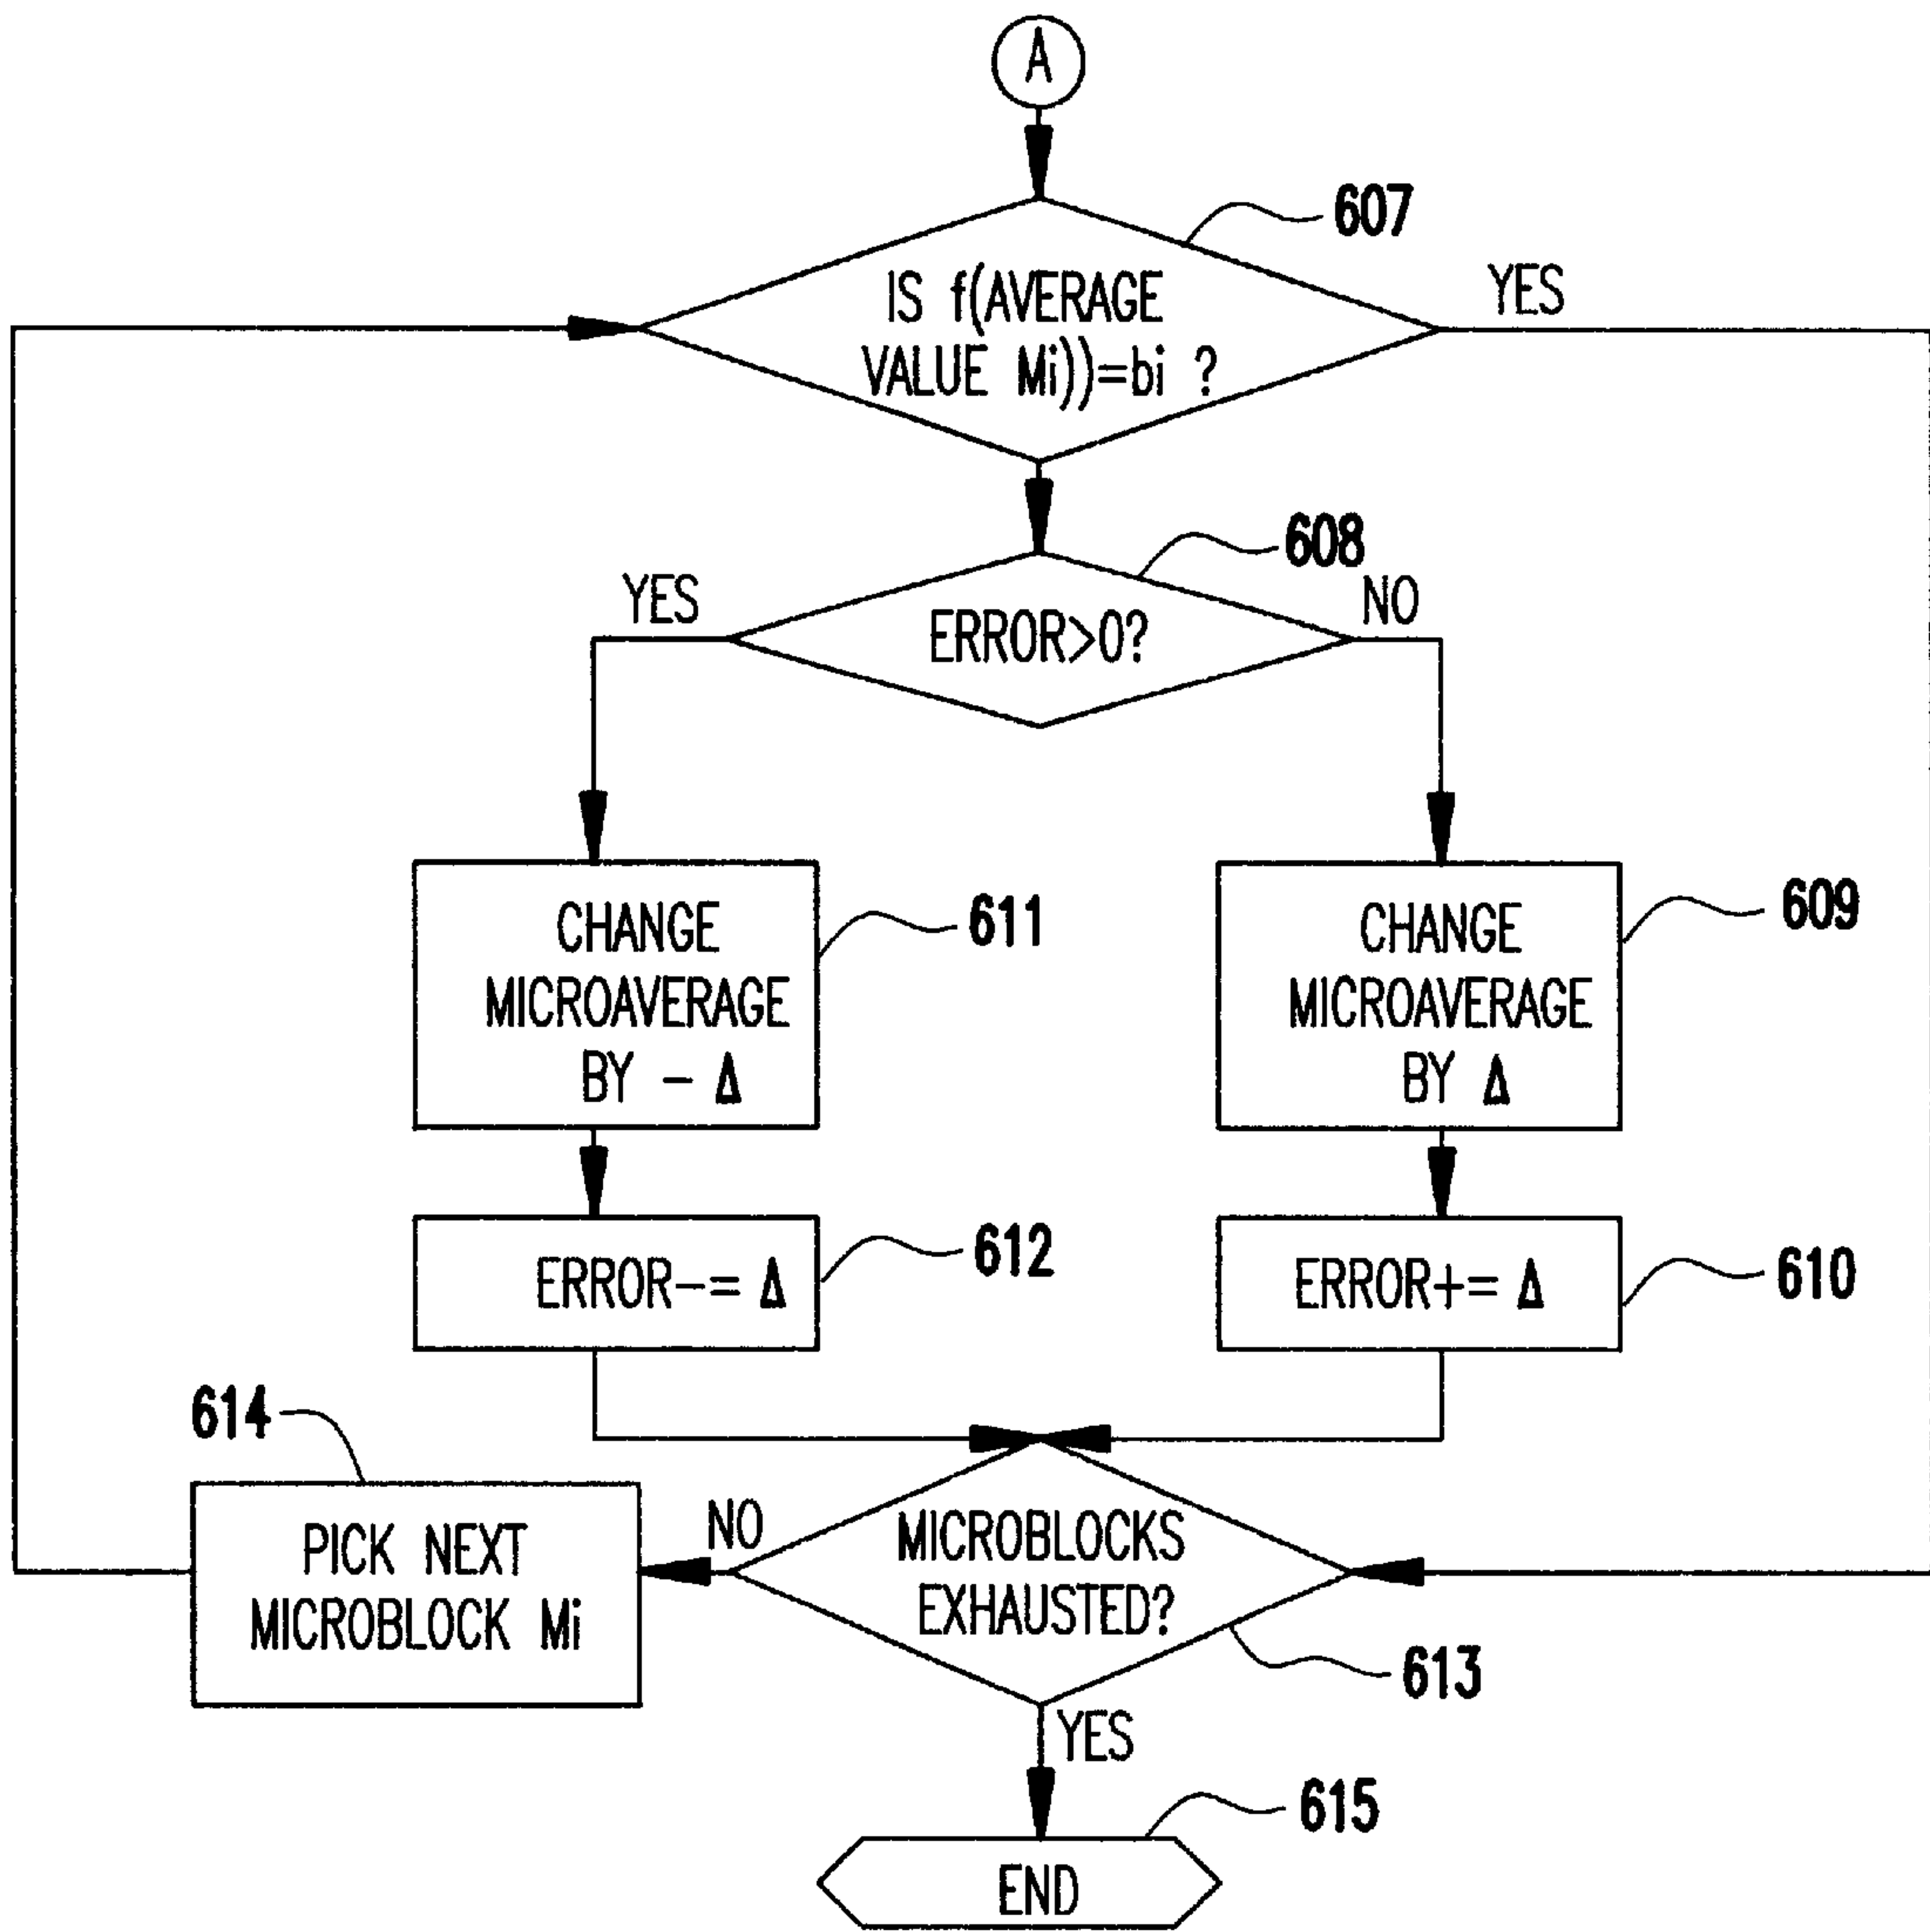 A
607
IS f(AVERAGE
VALUE Mi))=bi ?
YES
608
YES
ERROR>0?
NO
CHANGE
MICROAVERAGE
BY - Δ
611
CHANGE
MICROAVERAGE
BY Δ
609
ERROR-= Δ
612
ERROR+= Δ
610
614
PICK NEXT
MICROBLOCK Mi
NO
MICROBLOCKS
EXHAUSTED?
613
YES
615
END